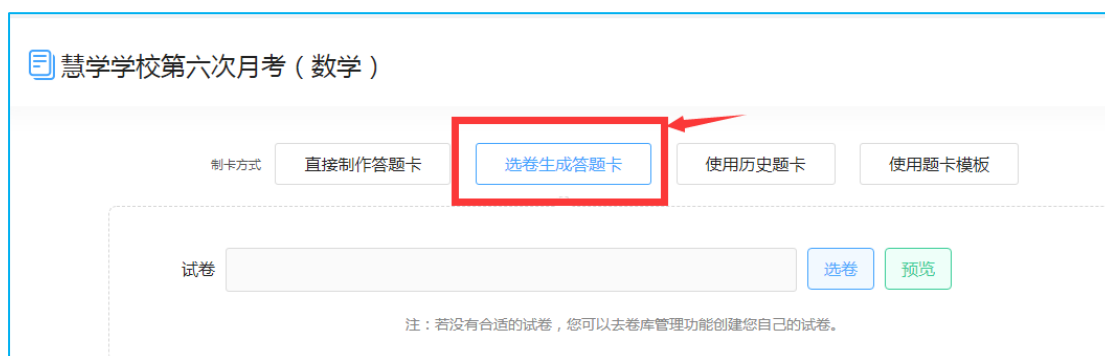 慧学学校第六次月考（数学）
制卡方式 直接制作答题卡 选卷生成答题卡 使用历史题卡 使用题卡模板
试卷 选卷 预览
注：若没有合适的试卷，您可以去卷库管理功能创建您自己的试卷。